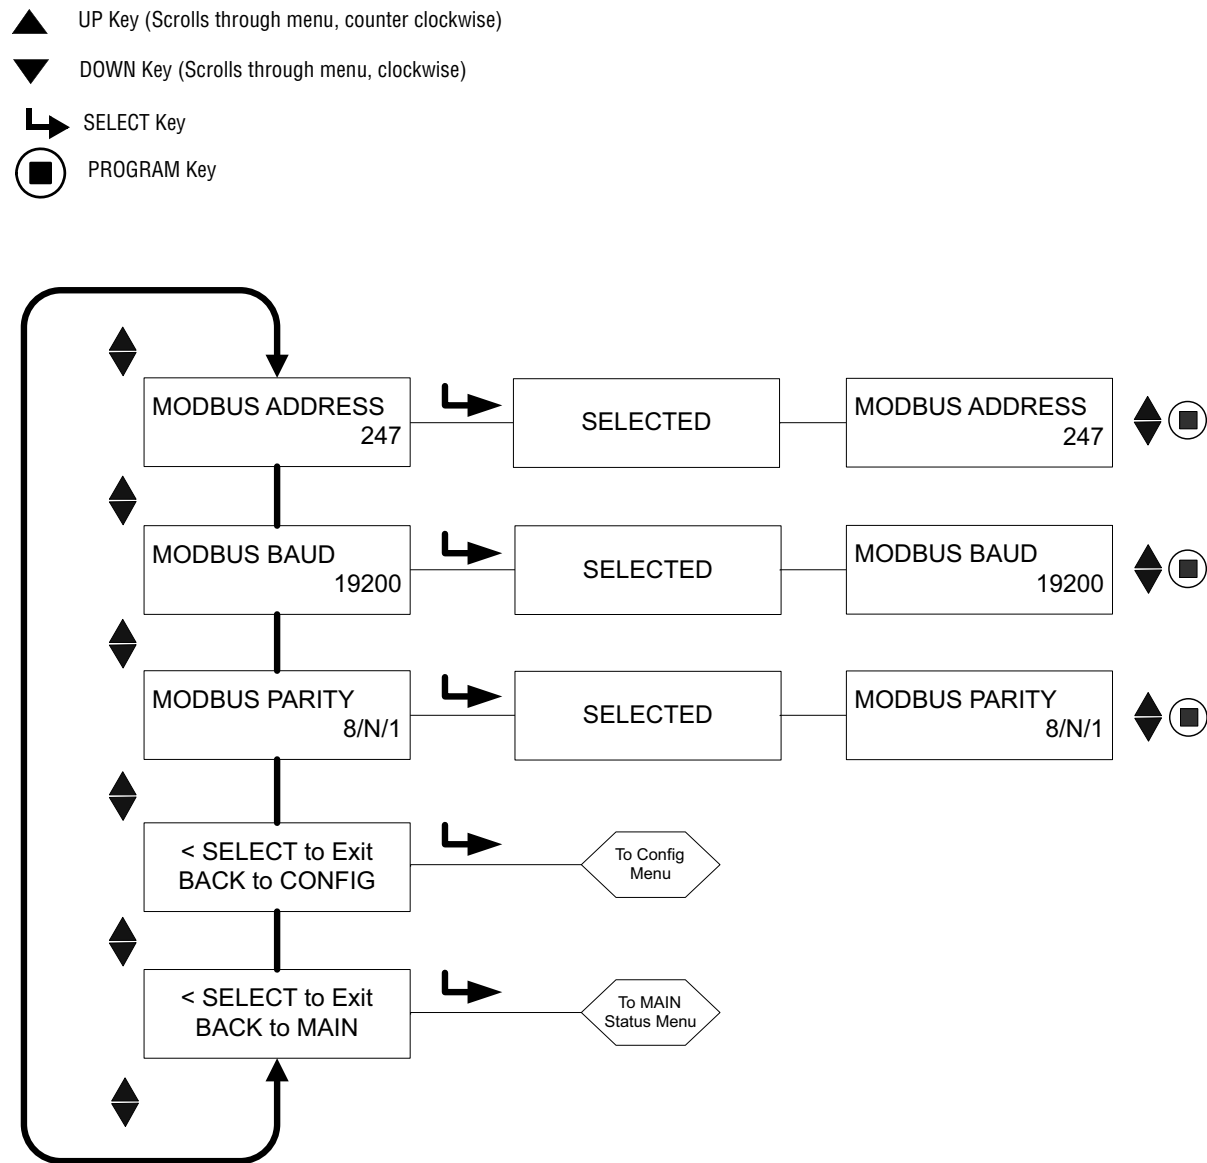 UP Key (Scrolls through menu, counter clockwise)
DOWN Key (Scrolls through menu, clockwise)
SELECT Key
PROGRAM Key
MODBUS ADDRESS
247
SELECTED
MODBUS ADDRESS
247
MODBUS BAUD
19200
SELECTED
MODBUS BAUD
19200
MODBUS PARITY
8/N/1
SELECTED
MODBUS PARITY
8/N/1
< SELECT to Exit
BACK to CONFIG
To Config
Menu
< SELECT to Exit
BACK to MAIN
To MAIN
Status Menu